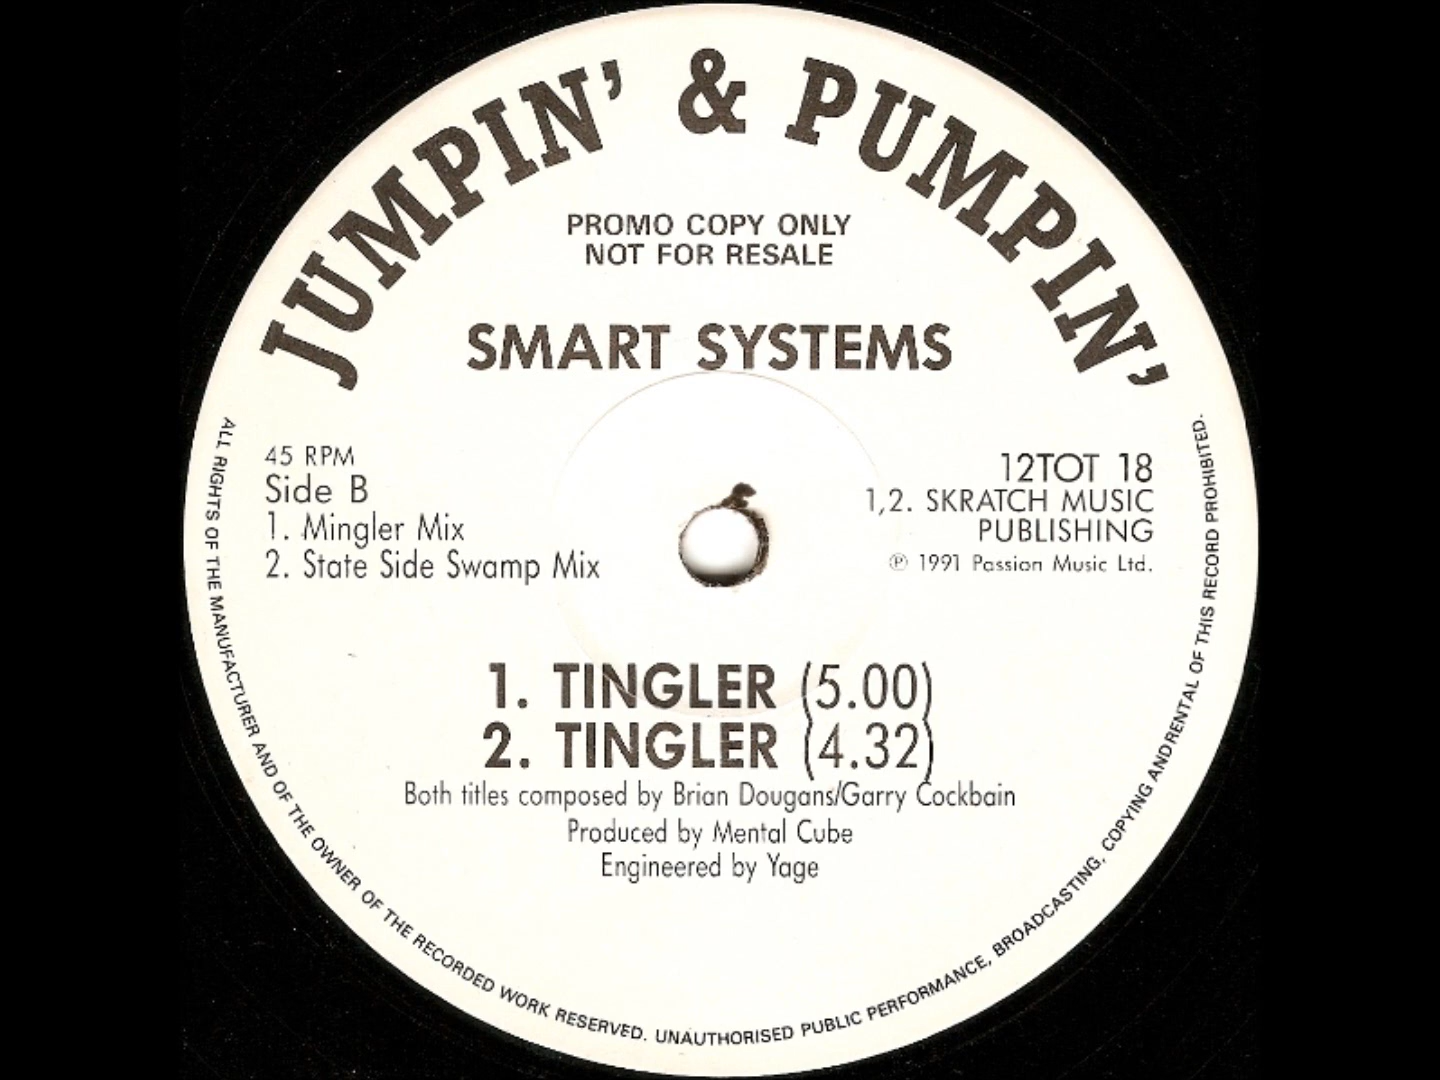 JUMPIN' & PUMPIN'
PROMO COPY ONLY
NOT FOR RESALE
SMART SYSTEMS
45 RPM
Side B
1. Mingler Mix
2. State Side Swamp Mix
12TOT 18
1,2. SKRATCH MUSIC
PUBLISHING
℗ 1991 Passion Music Ltd.
1. TINGLER (5.00)
2. TINGLER (4.32)
Both titles composed by Brian Dougans/Garry Cockbain
Produced by Mental Cube
Engineered by Yage
ALL RIGHTS OF THE MANUFACTURER AND OF THE OWNER OF THE RECORDED WORK RESERVED. UNAUTHORISED PUBLIC PERFORMANCE, BROADCASTING, COPYING AND RENTAL OF THIS RECORD PROHIBITED.